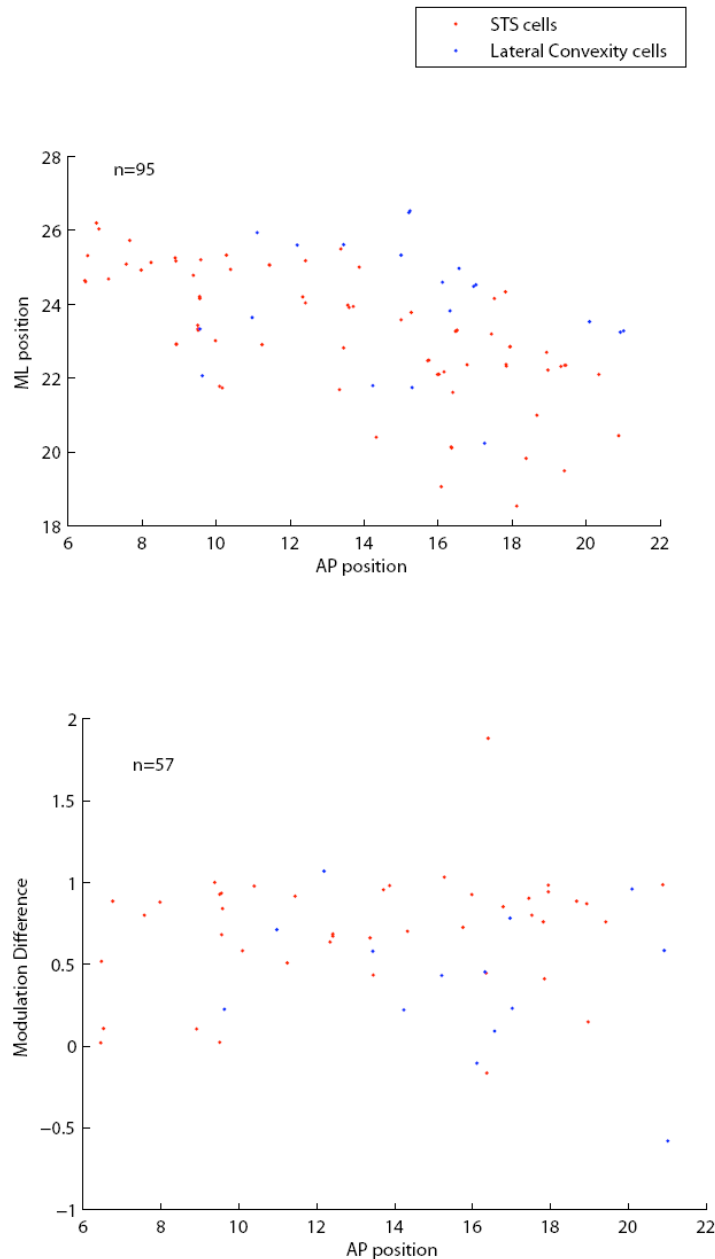 STS cells
Lateral Convexity cells
n=95
28
26
24
22
20
18
ML position
6 8 10 12 14 16 18 20 22
AP position
n=57
2
1.5
1
0.5
0
−0.5
−1
Modulation Difference
6 8 10 12 14 16 18 20 22
AP position